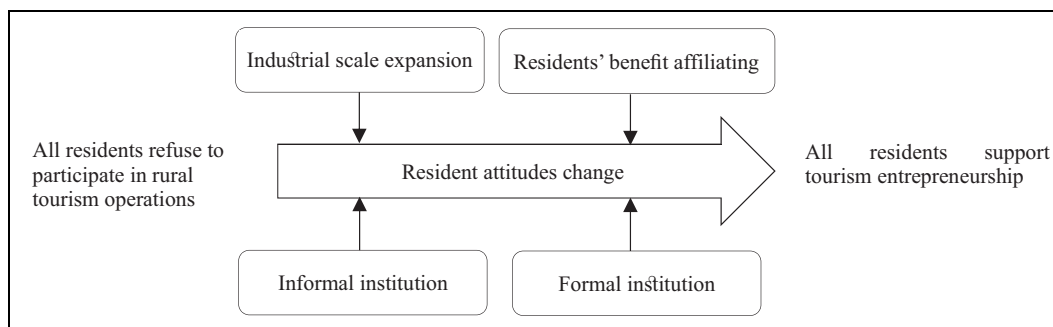 Industrial scale expansion
Residents' benefit affiliating
All residents refuse to
participate in rural
tourism operations
Resident attitudes change
All residents support
tourism entrepreneurship
Informal institution
Formal institution